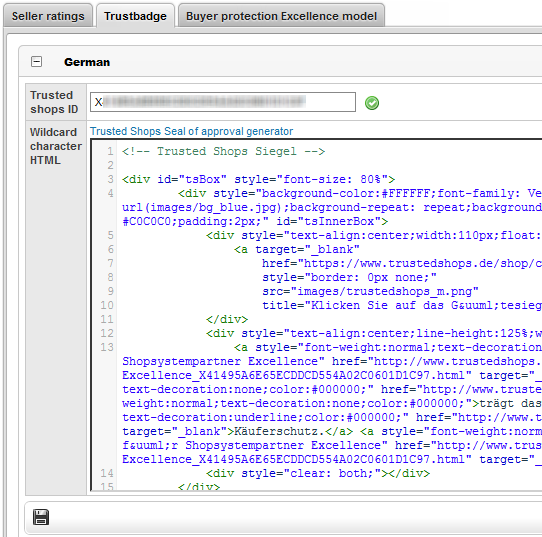 Seller ratings Trustbadge Buyer protection Excellence model
German
Trusted shops ID X
Wildcard character HTML
Trusted Shops Seal of approval generator
1 <!-- Trusted Shops Siegel -->
2
3 <div id="tsBox" style="font-size: 80%">
4 <div style="background-color:#FFFFFF;font-family: Ve
url(images/bg_blue.jpg);background-repeat: repeat;background
#C0C0C0;padding:2px;" id="tsInnerBox">
5 <div style="text-align:center;width:110px;float:
6 <a target="_blank"
7 href="https://www.trustedshops.de/shop/c
8 style="border: 0px none;"
9 src="images/trustedshops_m.png"
10 title="Klicken Sie auf das G&uuml;tesieg
11 </div>
12 <div style="text-align:center;line-height:125%;w
13 <a style="font-weight:normal;text-decoration
Shopsystempartner Excellence" href="http://www.trustedshops.
Excellence_X41495A6E65ECDDCD554A02C0601D1C97.html" target="_
text-decoration:none;color:#000000;" href="http://www.truste
weight:normal;text-decoration:none;color:#000000;">trägt das
text-decoration:underline;color:#000000;" href="http://www.t
target="_blank">Käuferschutz.</a> <a style="font-weight:norm
f&uuml;r Shopsystempartner Excellence" href="http://www.trus
Excellence_X41495A6E65ECDDCD554A02C0601D1C97.html" target="_
14 <div style="clear: both;"></div>
15 </div>